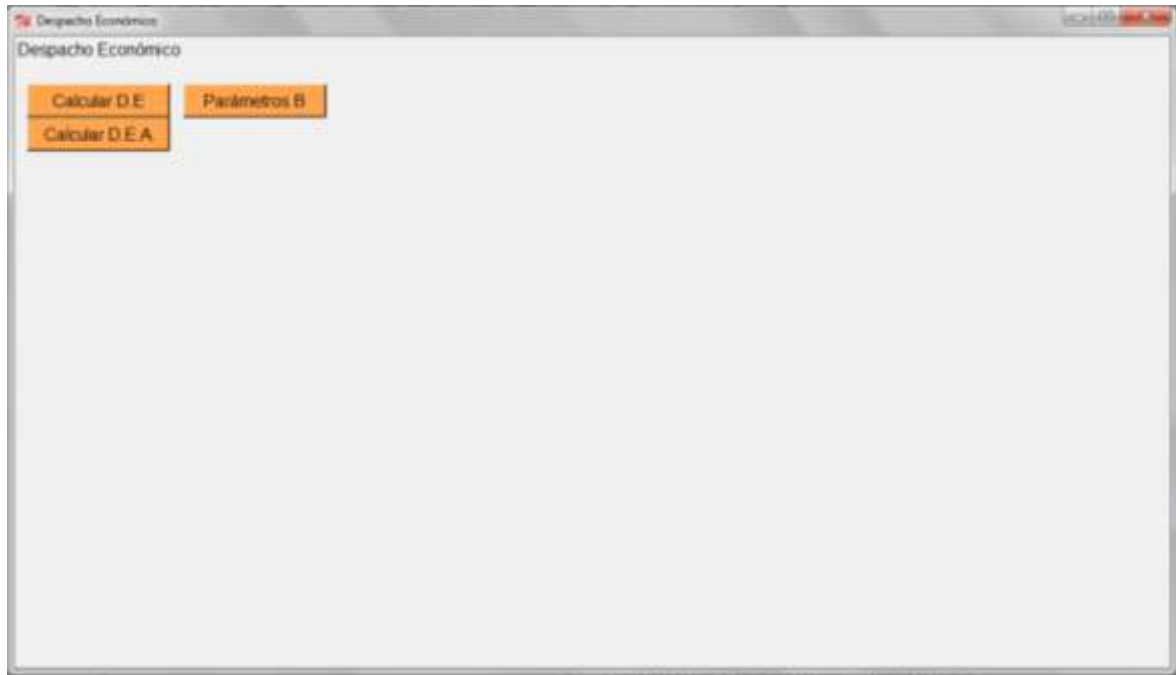 Despacho Económico
Despacho Económico
Calcular D.E Parámetros B
Calcular D.E.A